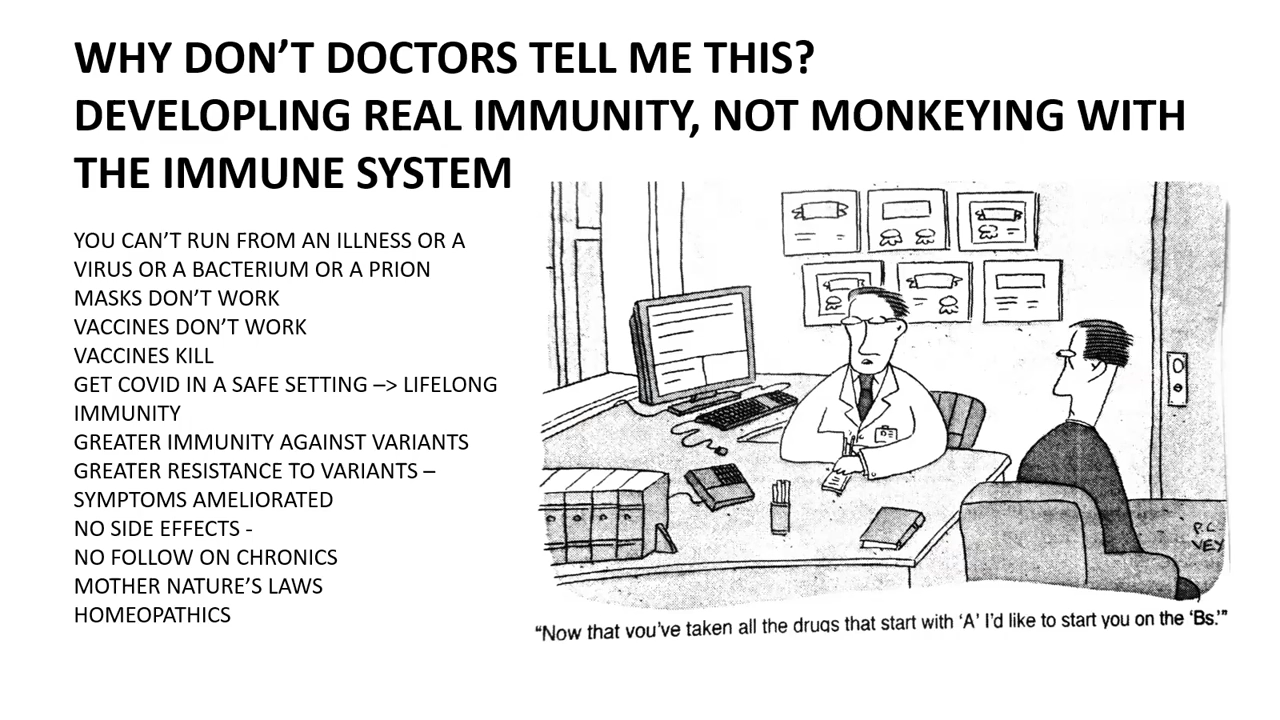 WHY DON’T DOCTORS TELL ME THIS?
DEVELOPLING REAL IMMUNITY, NOT MONKEYING WITH
THE IMMUNE SYSTEM
YOU CAN’T RUN FROM AN ILLNESS OR A
VIRUS OR A BACTERIUM OR A PRION
MASKS DON’T WORK
VACCINES DON’T WORK
VACCINES KILL
GET COVID IN A SAFE SETTING –> LIFELONG
IMMUNITY
GREATER IMMUNITY AGAINST VARIANTS
GREATER RESISTANCE TO VARIANTS –
SYMPTOMS AMELIORATED
NO SIDE EFFECTS -
NO FOLLOW ON CHRONICS
MOTHER NATURE’S LAWS
HOMEOPATHICS
P.C.
VEY
“Now that you’ve taken all the drugs that start with ‘A’ I’d like to start you on the ‘Bs.’”